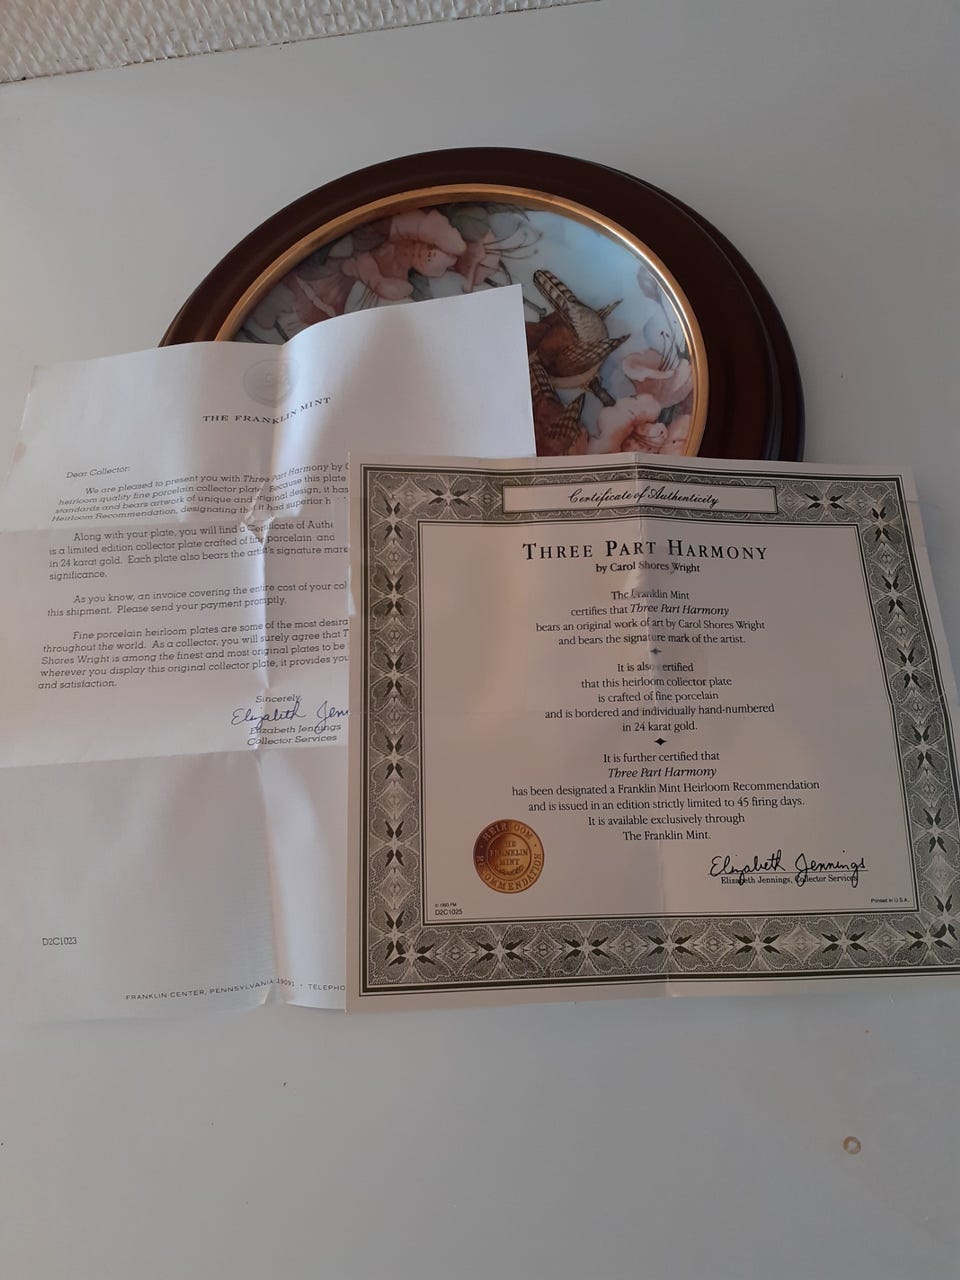 THE FRANKLIN MINT
Dear Collector:
We are pleased to present you with Three Part Harmony by
heirloom quality fine porcelain collector plate. Because this plate
standards and bears artwork of unique and original design, it has
Heirloom Recommendation, designating that it had superior
Along with your plate, you will find a Certificate of Authe
is a limited edition collector plate crafted of fine porcelain and
in 24 karat gold. Each plate also bears the artist's signature mark
significance.
As you know, an invoice covering the entire cost of your col
this shipment. Please send your payment promptly.
Fine porcelain heirloom plates are some of the most desira
throughout the world. As a collector, you will surely agree that T
Shores Wright is among the finest and most original plates to be
wherever you display this original collector plate, it provides you
and satisfaction.
Sincerely,
Elizabeth Jenn
Elizabeth Jennings
Collector Services
D2C1023
FRANKLIN CENTER, PENNSYLVANIA 19091 • TELEPHO
Certificate of Authenticity
THREE PART HARMONY
by Carol Shores Wright
The Franklin Mint
certifies that Three Part Harmony
bears an original work of art by Carol Shores Wright
and bears the signature mark of the artist.
It is also certified
that this heirloom collector plate
is crafted of fine porcelain
and is bordered and individually hand-numbered
in 24 karat gold.
It is further certified that
Three Part Harmony
has been designated a Franklin Mint Heirloom Recommendation
and is issued in an edition strictly limited to 45 firing days.
It is available exclusively through
The Franklin Mint.
HEIRLOOM RECOMMENDATION
THE
FRANKLIN
MINT
Elizabeth Jennings
Elizabeth Jennings, Collector Services
© 1993 FM
D2C1025
Printed in U.S.A.